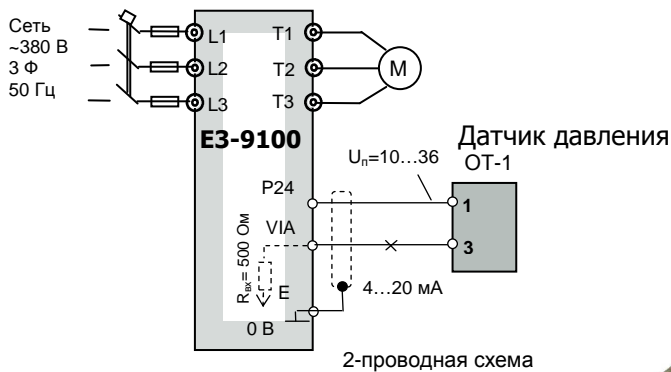 Сеть
~380 В
3 Ф
50 Гц
L1
T1
L2
T2
М
L3
T3
E3-9100
Датчик давления
ОТ-1
Uп=10...36
P24
1
VIA
3
Rвх= 500 Ом
E
4...20 мА
0 В
2-проводная схема